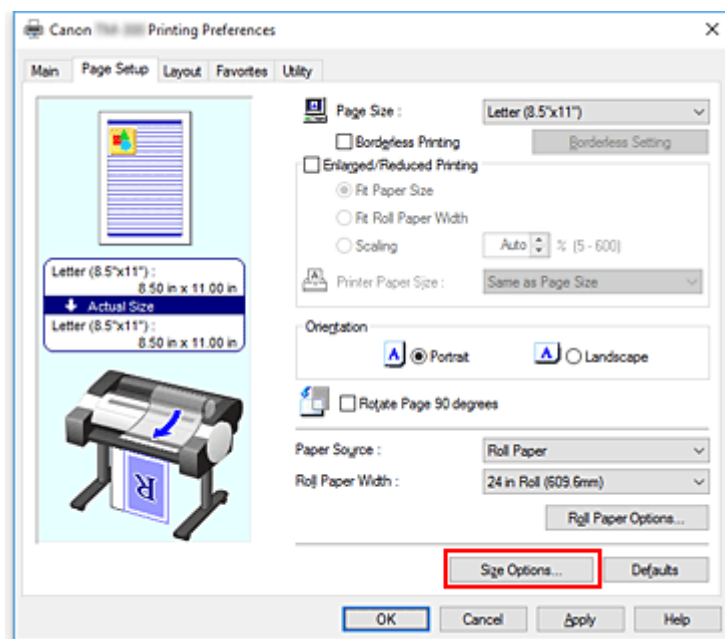 Canon Printing Preferences
Main Page Setup Layout Favorites Utility
Page Size : Letter (8.5"x11")
Borderless Printing Borderless Setting
Enlarged/Reduced Printing
Fit Paper Size
Fit Roll Paper Width
Scaling Auto % (5 - 600)
Printer Paper Size : Same as Page Size
Letter (8.5"x11") :
8.50 in x 11.00 in
Actual Size
Letter (8.5"x11") :
8.50 in x 11.00 in
Orientation
A Portrait A Landscape
Rotate Page 90 degrees
R
Paper Source : Roll Paper
Roll Paper Width : 24 in Roll (609.6mm)
Roll Paper Options...
Size Options... Defaults
OK Cancel Apply Help